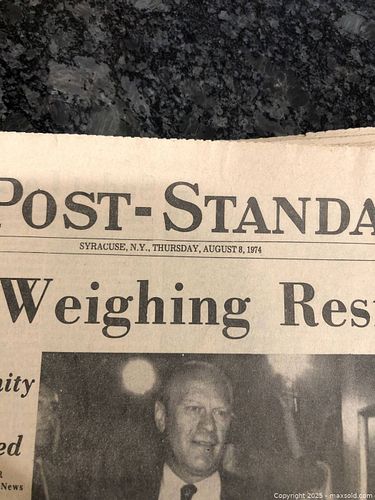 POST-STANDA
SYRACUSE, N.Y., THURSDAY, AUGUST 8, 1974
Weighing Res
ity
ed
R
News
Copyright 2025 - maxsold.com